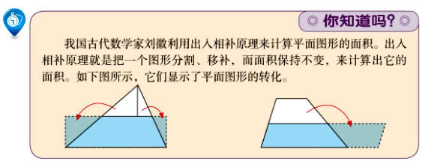 你知道吗?
我国古代数学家刘徽利用出入相补原理来计算平面图形的面积。出入
相补原理就是把一个图形分割、移补,而面积保持不变,来计算出它的
面积。如下图所示,它们显示了平面图形的转化。